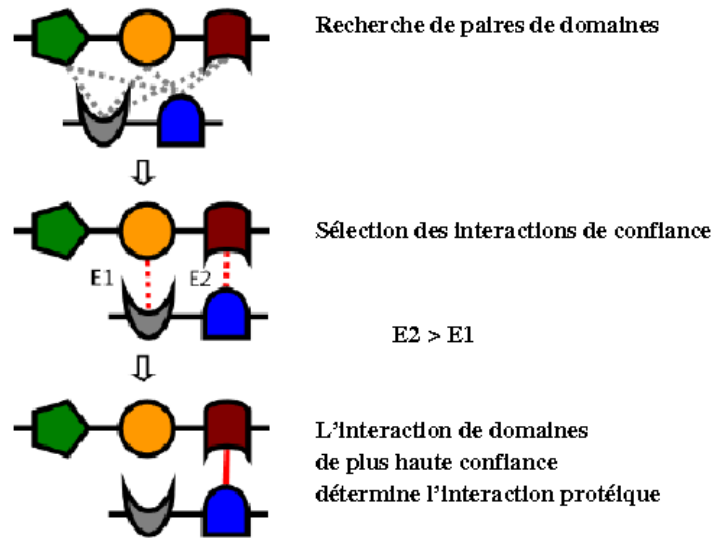 Recherche de paires de domaines
Sélection des interactions de confiance
E1
E2
E2 > E1
L'interaction de domaines
de plus haute confiance
détermine l'interaction protéique